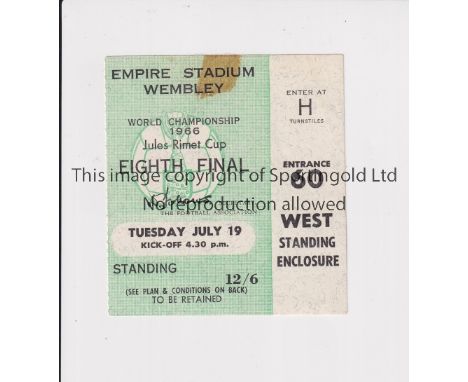 EMPIRE STADIUM
WEMBLEY
WORLD CHAMPIONSHIP
1966
Jules Rimet Cup
EIGHTH FINAL
This image is copyright of Sportingold Ltd
No reproduction allowed
THE FOOTBALL ASSOCIATION
TUESDAY JULY 19
KICK-OFF 4.30 p.m.
STANDING
12/6
(SEE PLAN & CONDITIONS ON BACK)
TO BE RETAINED
ENTER AT
H
TURNSTILES
ENTRANCE
60
WEST
STANDING
ENCLOSURE